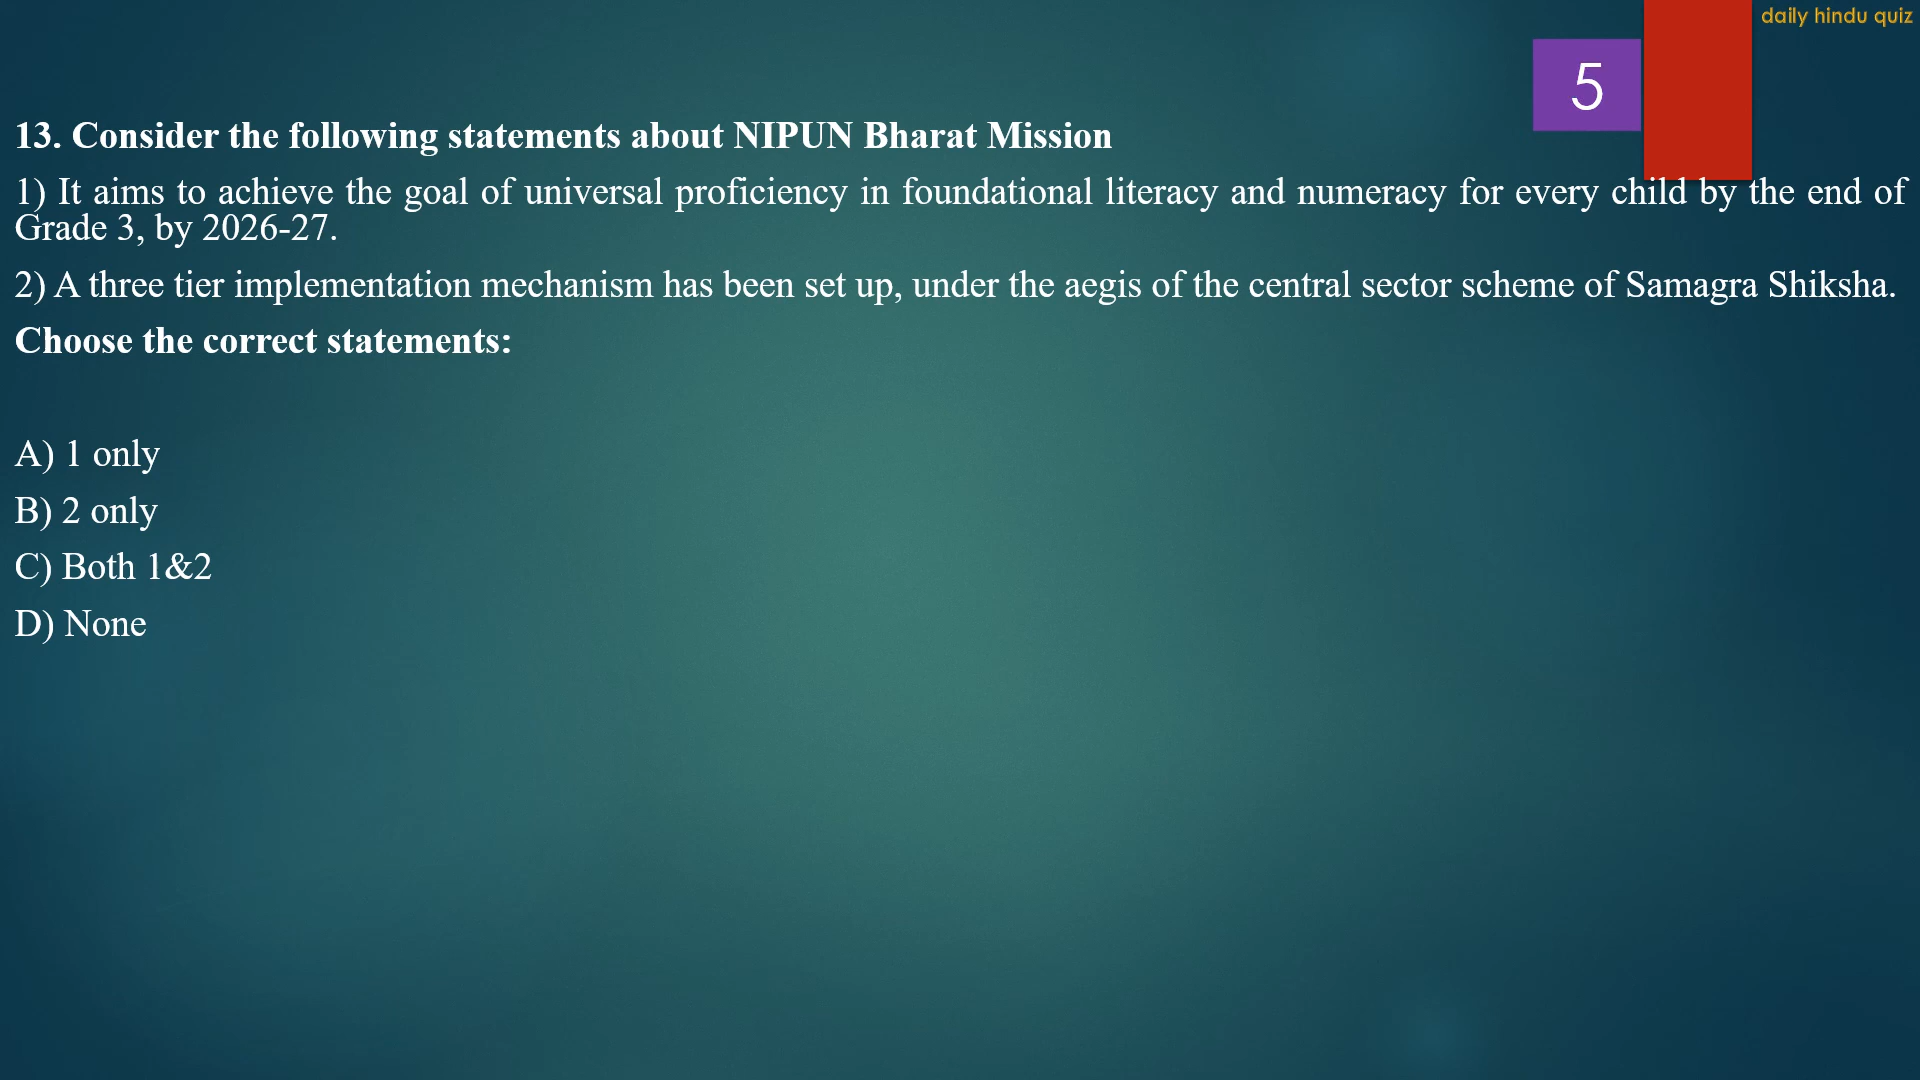 daily hindu quiz
5
13. Consider the following statements about NIPUN Bharat Mission
1) It aims to achieve the goal of universal proficiency in foundational literacy and numeracy for every child by the end of
Grade 3, by 2026-27.
2) A three tier implementation mechanism has been set up, under the aegis of the central sector scheme of Samagra Shiksha.
Choose the correct statements:
A) 1 only
B) 2 only
C) Both 1&2
D) None